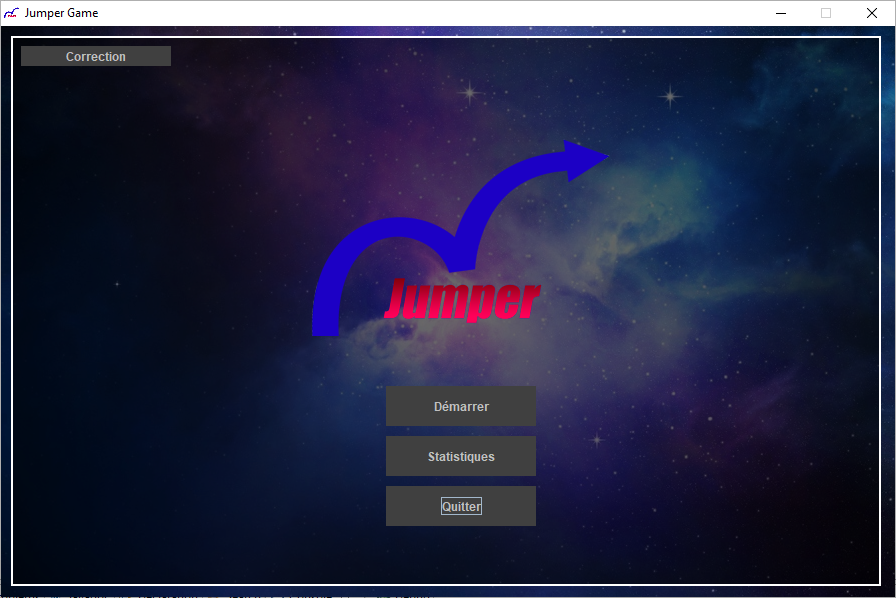 Jumper Game
Correction
Jumper
Démarrer
Statistiques
Quitter